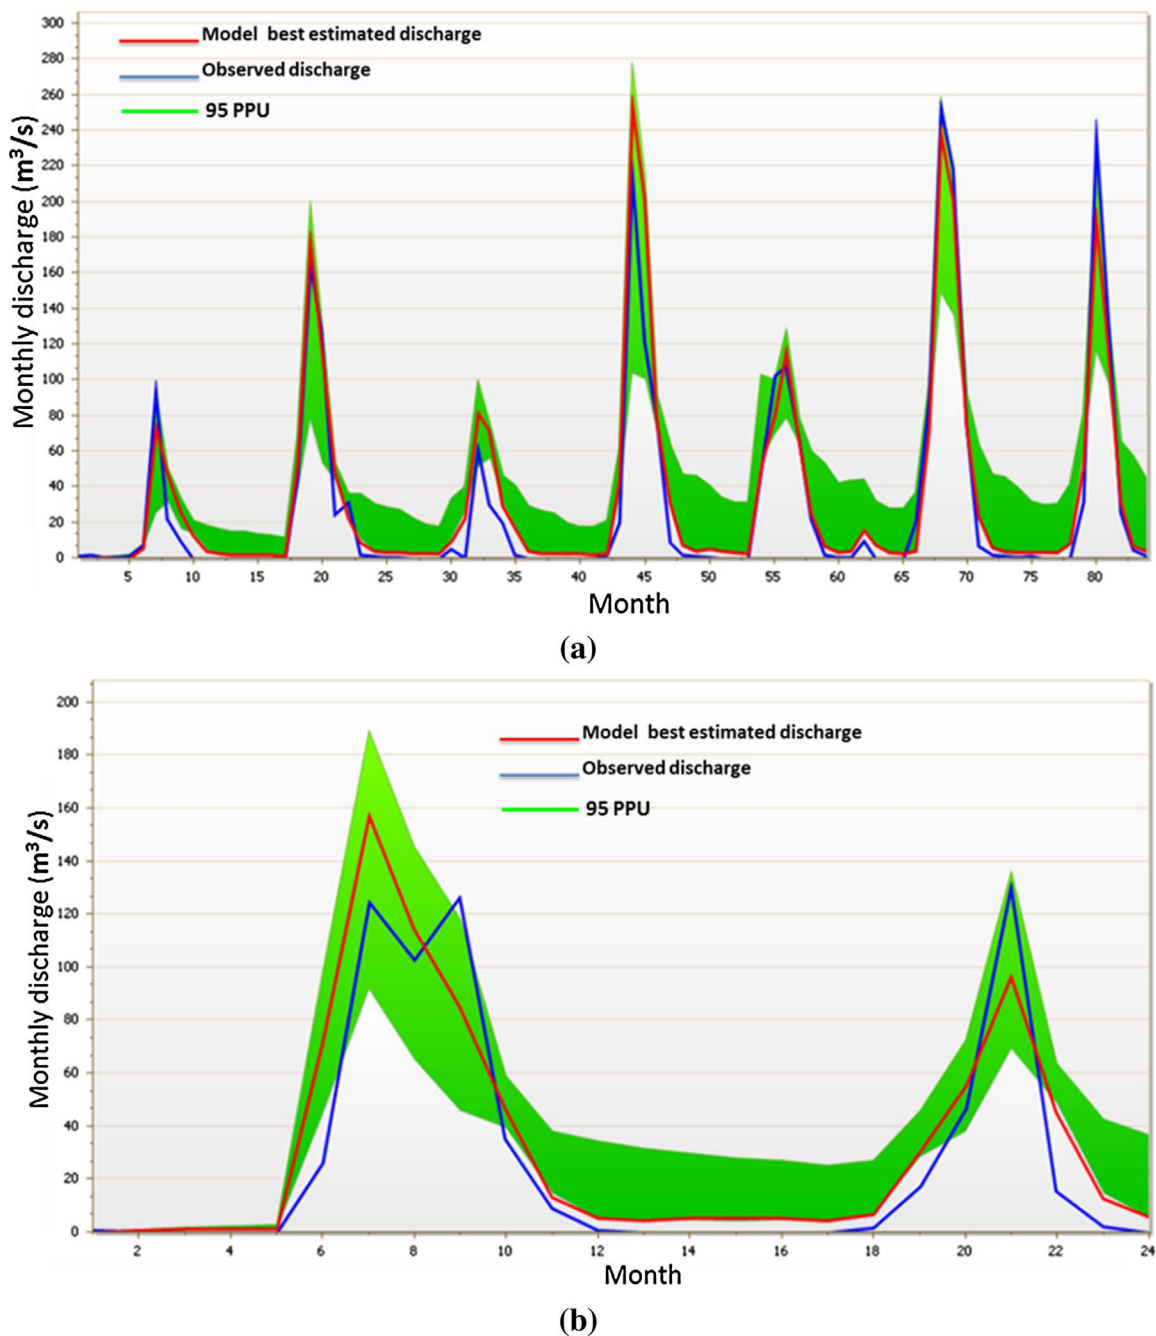 300
280
260
240
220
200
180
160
140
120
100
80
60
40
20
0
Monthly discharge (m³/s)
Model best estimated discharge
Observed discharge
95 PPU
5 10 15 20 25 30 35 40 45 50 55 60 65 70 75 80
Month
(a)
200
180
160
140
120
100
80
60
40
20
0
Monthly discharge (m³/s)
Model best estimated discharge
Observed discharge
95 PPU
2 4 6 8 10 12 14 16 18 20 22 24
Month
(b)